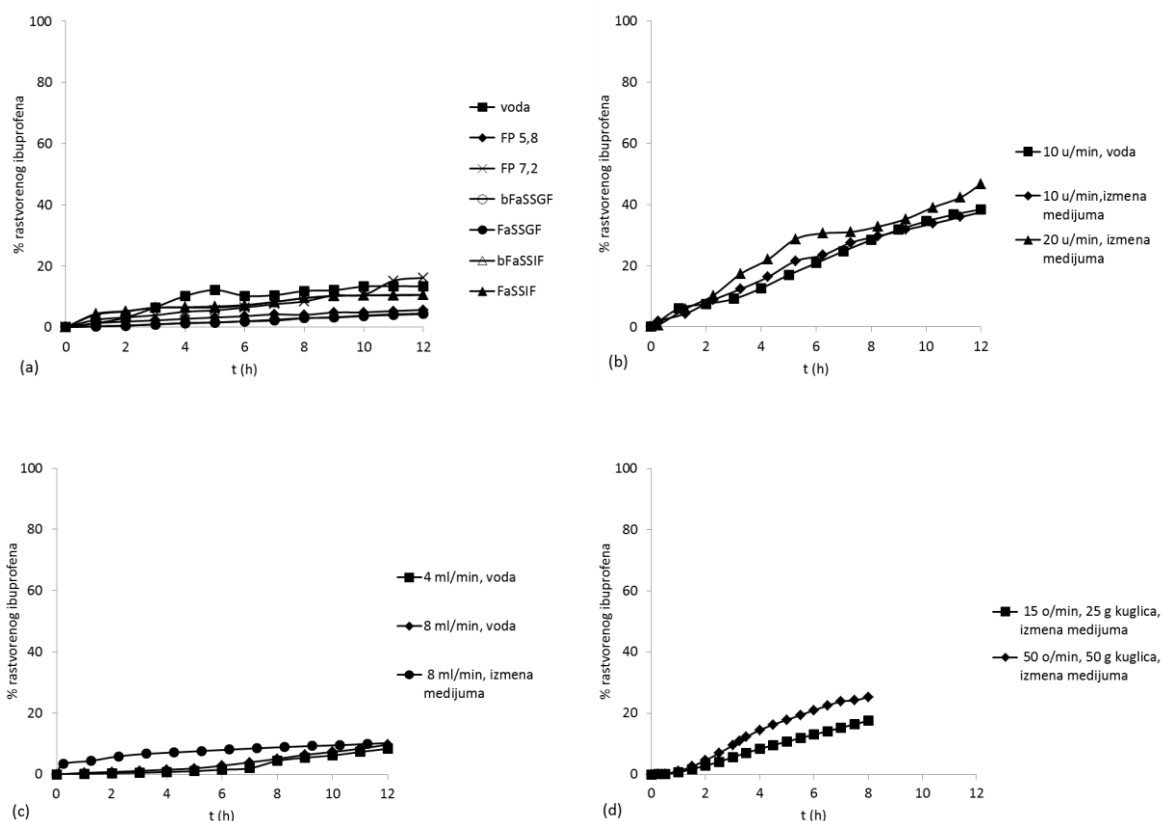 100
80
60
40
20
0
% rastvorenog ibuprofena
0 2 4 6 8 10 12
t (h)
(a)
voda
FP 5,8
FP 7,2
bFaSSGF
FaSSGF
bFaSSIF
FaSSIF
100
80
60
40
20
0
% rastvorenog ibuprofena
0 2 4 6 8 10 12
t (h)
(b)
10 u/min, voda
10 u/min,izmena
medijuma
20 u/min, izmena
medijuma
100
80
60
40
20
0
% rastvorenog ibuprofena
0 2 4 6 8 10 12
t (h)
(c)
4 ml/min, voda
8 ml/min, voda
8 ml/min, izmena
medijuma
100
80
60
40
20
0
% rastvorenog ibuprofena
0 2 4 6 8 10 12
t (h)
(d)
15 o/min, 25 g kuglica,
izmena medijuma
50 o/min, 50 g kuglica,
izmena medijuma